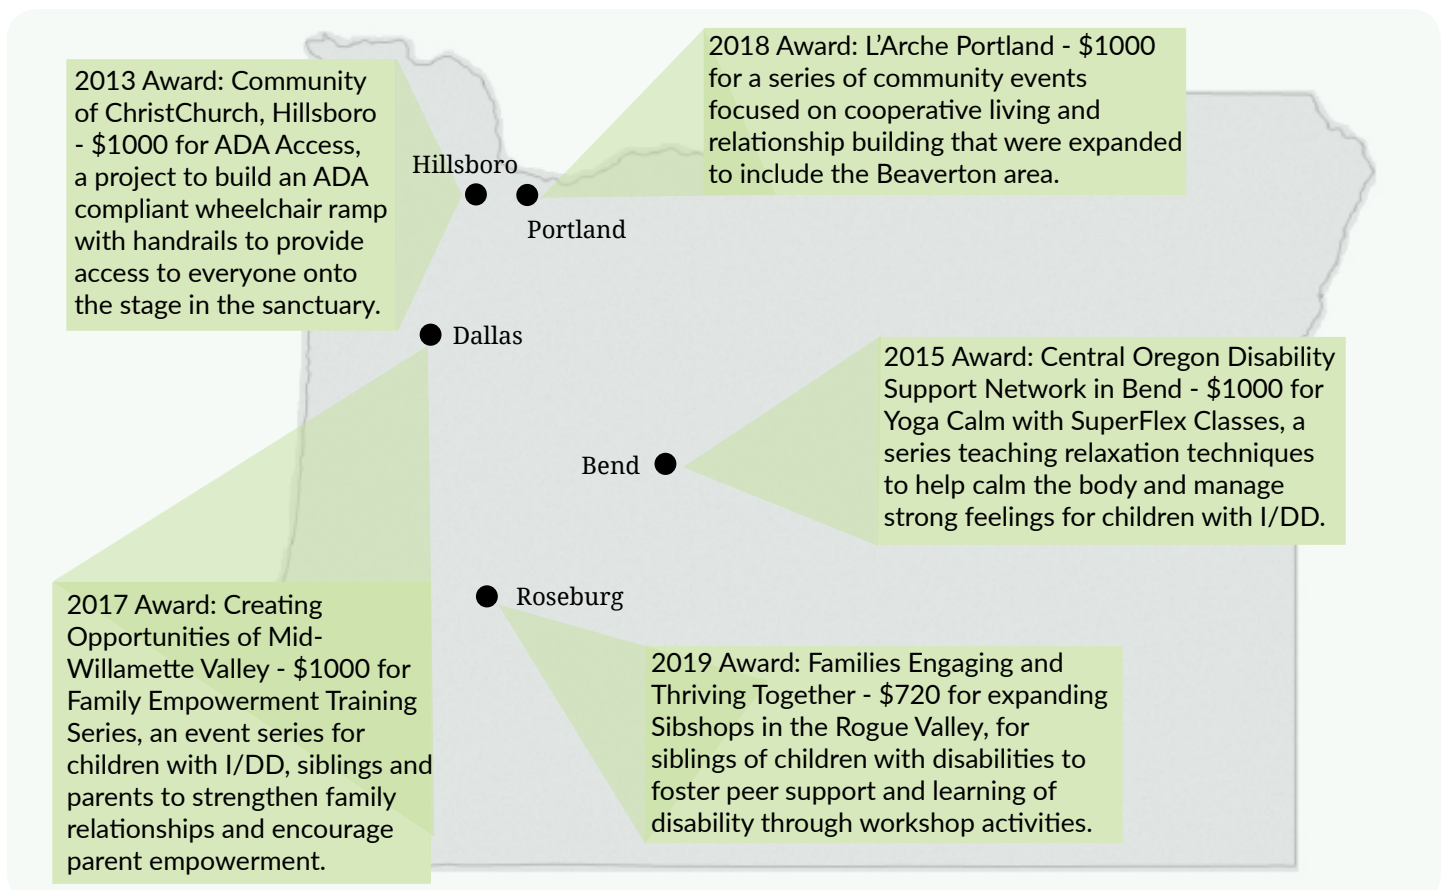 2013 Award: Community
of ChristChurch, Hillsboro
- $1000 for ADA Access,
a project to build an ADA
compliant wheelchair ramp
with handrails to provide
access to everyone onto
the stage in the sanctuary.
2018 Award: L’Arche Portland - $1000
for a series of community events
focused on cooperative living and
relationship building that were expanded
to include the Beaverton area.
Hillsboro
Portland
Dallas
2015 Award: Central Oregon Disability
Support Network in Bend - $1000 for
Yoga Calm with SuperFlex Classes, a
series teaching relaxation techniques
to help calm the body and manage
strong feelings for children with I/DD.
Bend
Roseburg
2017 Award: Creating
Opportunities of Mid-
Willamette Valley - $1000 for
Family Empowerment Training
Series, an event series for
children with I/DD, siblings and
parents to strengthen family
relationships and encourage
parent empowerment.
2019 Award: Families Engaging and
Thriving Together - $720 for expanding
Sibshops in the Rogue Valley, for
siblings of children with disabilities to
foster peer support and learning of
disability through workshop activities.